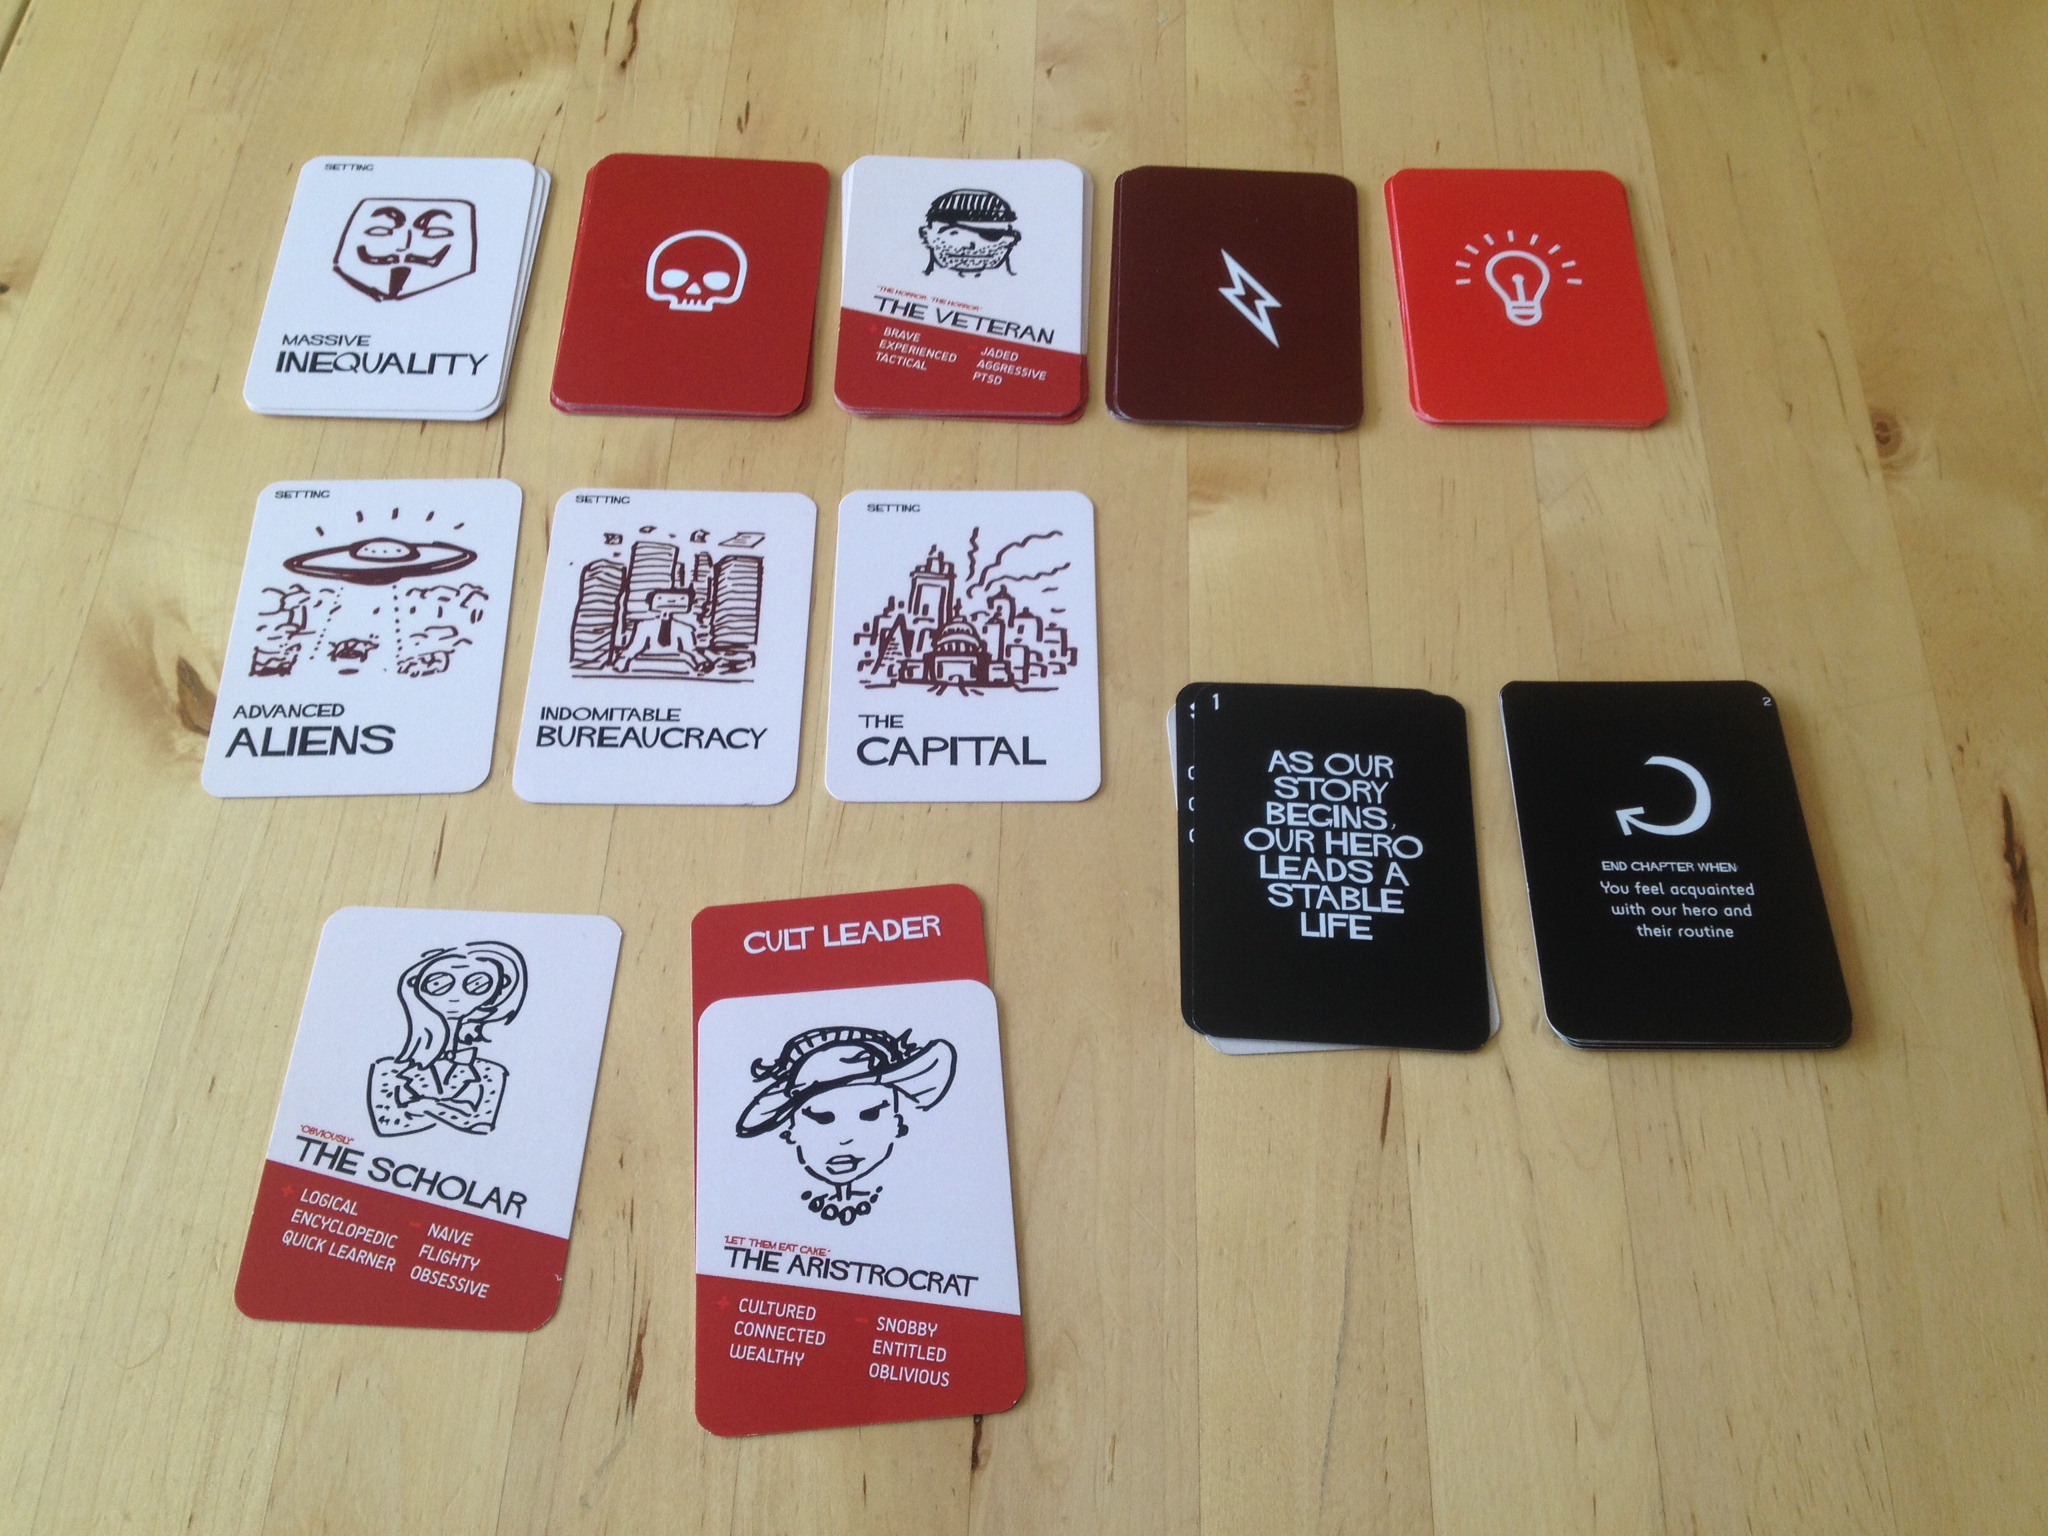 SETTING
MASSIVE
INEQUALITY
"THE HORROR. THE HORROR."
THE VETERAN
+ BRAVE
EXPERIENCED
TACTICAL
- JADED
AGGRESSIVE
PTSD
SETTING
ADVANCED
ALIENS
SETTING
INDOMITABLE
BUREAUCRACY
SETTING
THE
CAPITAL
1
AS OUR
STORY
BEGINS,
OUR HERO
LEADS A
STABLE
LIFE
2
END CHAPTER WHEN:
You feel acquainted
with our hero and
their routine
"OBVIOUSLY"
THE SCHOLAR
+ LOGICAL
ENCYCLOPEDIC
QUICK LEARNER
- NAIVE
FLIGHTY
OBSESSIVE
CULT LEADER
"LET THEM EAT CAKE"
THE ARISTROCRAT
+ CULTURED
CONNECTED
WEALTHY
- SNOBBY
ENTITLED
OBLIVIOUS